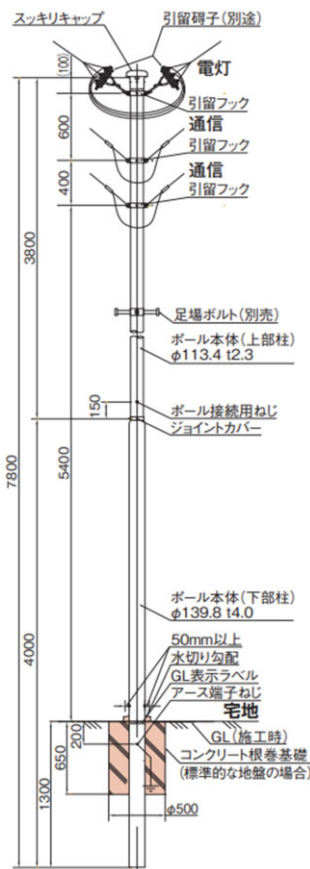 スッキリキャップ
引留碍子(別途)
電灯
(100)
引留フック
600
通信
引留フック
400
通信
引留フック
3800
足場ボルト(別売)
ポール本体(上部柱)
φ113.4 t2.3
150
ポール接続用ねじ
ジョイントカバー
7800
5400
4000
ポール本体(下部柱)
φ139.8 t4.0
50mm以上
水切り勾配
GL表示ラベル
アース端子ねじ
宅地
200
GL(施工時)
650
コンクリート根巻基礎
(標準的な地盤の場合)
1300
φ500